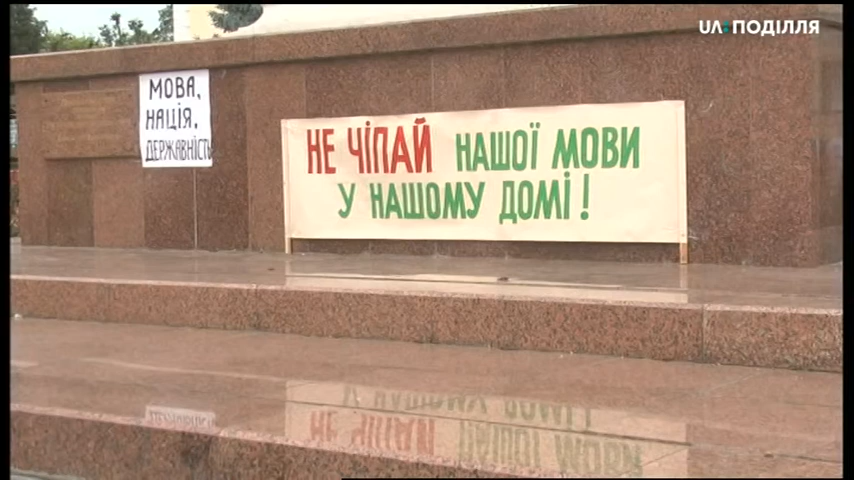 UA:ПОДІЛЛЯ
МОВА,
НАЦІЯ,
ДЕРЖАВНІСТЬ
НЕ ЧІПАЙ НАШОЇ МОВИ
У НАШОМУ ДОМІ!